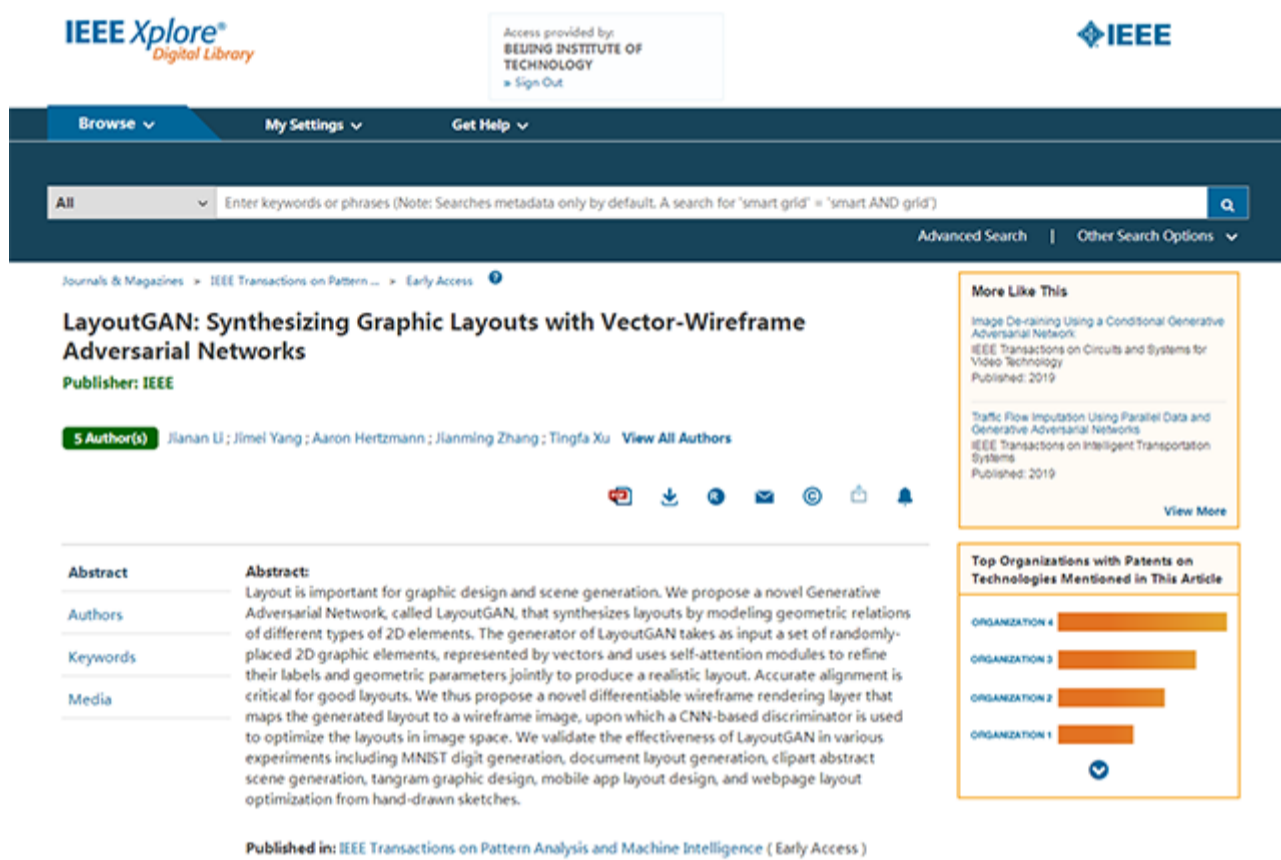 IEEE Xplore®
Digital Library
Access provided by:
BEIJING INSTITUTE OF
TECHNOLOGY
» Sign Out
IEEE
Browse
My Settings
Get Help
All
Enter keywords or phrases (Note: Searches metadata only by default. A search for 'smart grid' = 'smart AND grid')
Advanced Search | Other Search Options
Journals & Magazines > IEEE Transactions on Pattern ... > Early Access ?
LayoutGAN: Synthesizing Graphic Layouts with Vector-Wireframe
Adversarial Networks
Publisher: IEEE
5 Author(s) Jianan Li ; Jimei Yang ; Aaron Hertzmann ; Jianming Zhang ; Tingfa Xu View All Authors
PDF
R
©
Abstract
Authors
Keywords
Media
Abstract:
Layout is important for graphic design and scene generation. We propose a novel Generative
Adversarial Network, called LayoutGAN, that synthesizes layouts by modeling geometric relations
of different types of 2D elements. The generator of LayoutGAN takes as input a set of randomly-
placed 2D graphic elements, represented by vectors and uses self-attention modules to refine
their labels and geometric parameters jointly to produce a realistic layout. Accurate alignment is
critical for good layouts. We thus propose a novel differentiable wireframe rendering layer that
maps the generated layout to a wireframe image, upon which a CNN-based discriminator is used
to optimize the layouts in image space. We validate the effectiveness of LayoutGAN in various
experiments including MNIST digit generation, document layout generation, clipart abstract
scene generation, tangram graphic design, mobile app layout design, and webpage layout
optimization from hand-drawn sketches.
Published in: IEEE Transactions on Pattern Analysis and Machine Intelligence ( Early Access )
More Like This
Image De-raining Using a Conditional Generative
Adversarial Network
IEEE Transactions on Circuits and Systems for
Video Technology
Published: 2019
Traffic Flow Imputation Using Parallel Data and
Generative Adversarial Networks
IEEE Transactions on Intelligent Transportation
Systems
Published: 2019
View More
Top Organizations with Patents on
Technologies Mentioned in This Article
ORGANIZATION 4
ORGANIZATION 3
ORGANIZATION 2
ORGANIZATION 1